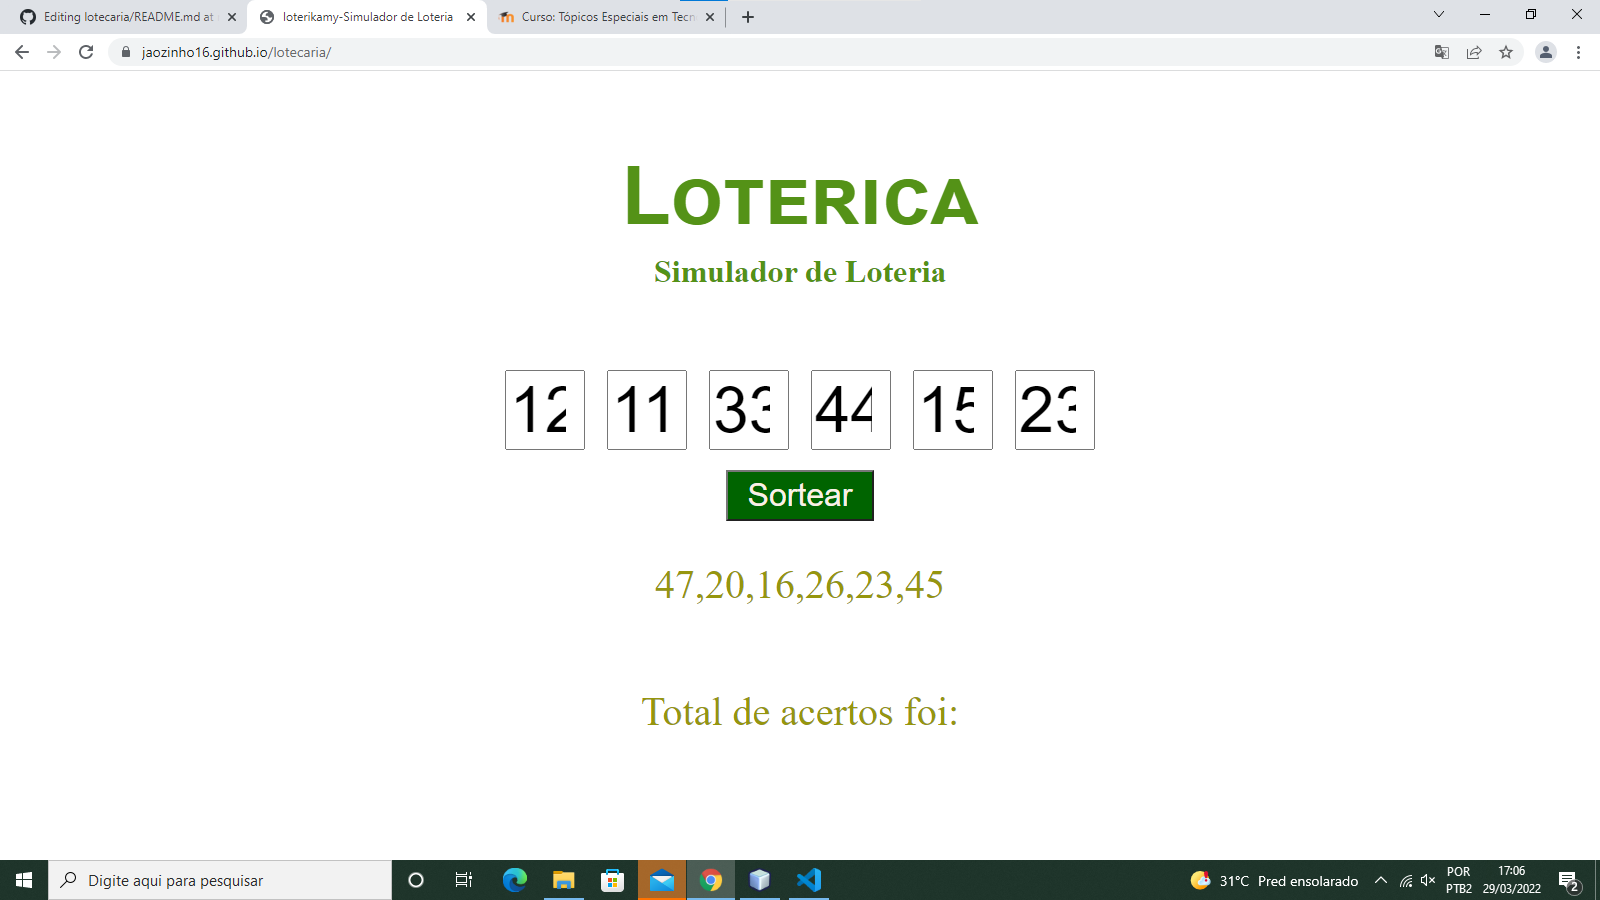 Editing lotecaria/README.md at
loterikamy-Simulador de Loteria
Curso: Tópicos Especiais em Tecn
jaozinho16.github.io/lotecaria/
LOTERICA
Simulador de Loteria
12 11 33 44 15 23
Sortear
47,20,16,26,23,45
Total de acertos foi:
Digite aqui para pesquisar
31°C Pred ensolarado
POR
PTB2
17:06
29/03/2022
2